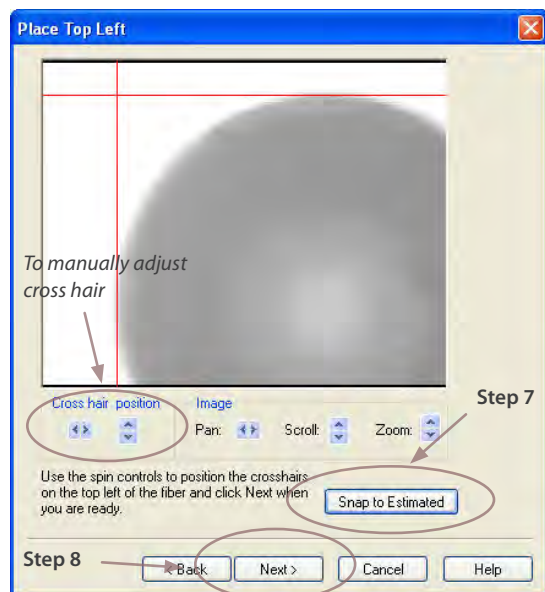 Place Top Left
To manually adjust
cross hair
Cross hair position
Image
Pan:
Scroll:
Zoom:
Step 7
Use the spin controls to position the crosshairs
on the top left of the fiber and click Next when
you are ready.
Snap to Estimated
Step 8
< Back
Next >
Cancel
Help